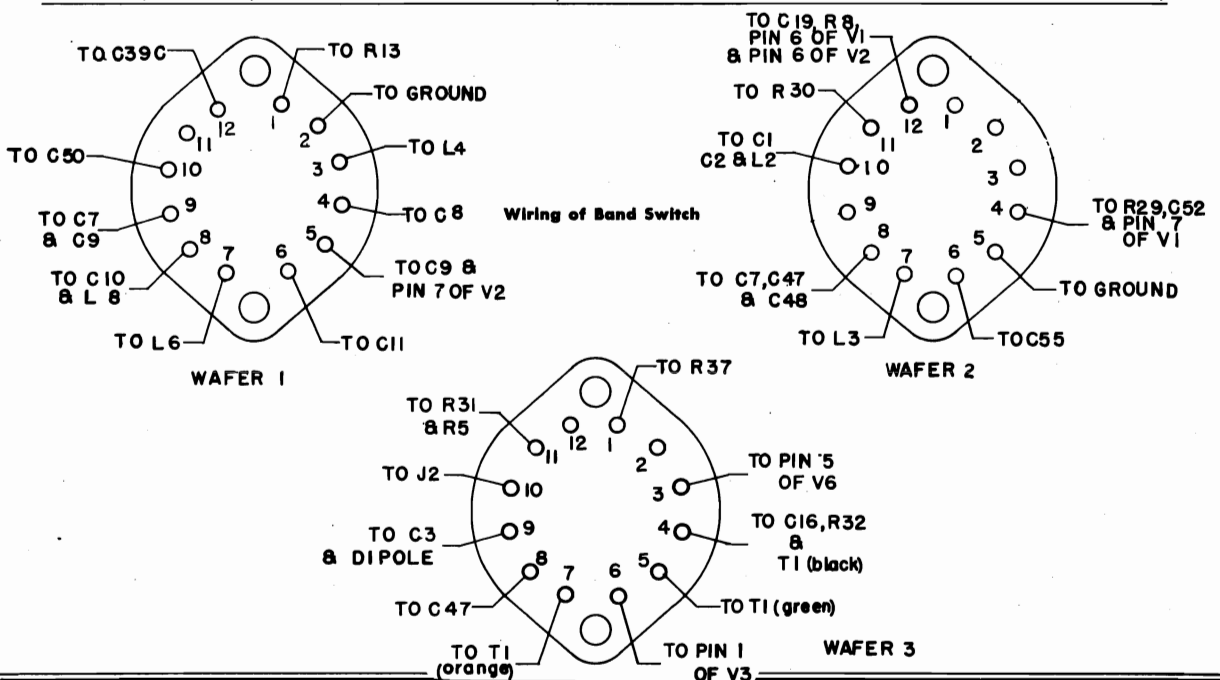 TO C39C
TO R13
TO GROUND
TO L4
TO C8
TO C9 &
PIN 7 OF V2
TO C11
TO L6
TO C10
& L 8
TO C7
& C9
TO C50
1
2
3
4
5
6
7
8
9
10
11
12
WAFER 1
Wiring of Band Switch
TO C19, R8,
PIN 6 OF V1
& PIN 6 OF V2
TO R30
TO C1
C2 & L2
TO C7, C47
& C48
TO L3
TO C55
TO GROUND
TO R29, C52
& PIN 7
OF V1
1
2
3
4
5
6
7
8
9
10
11
12
WAFER 2
TO R37
TO R31
& R5
TO J2
TO C3
& DIPOLE
TO C47
TO T1
(orange)
TO PIN 1
OF V3
TO T1 (green)
TO C16, R32
&
T1 (black)
TO PIN 5
OF V6
1
2
3
4
5
6
7
8
9
10
11
12
WAFER 3